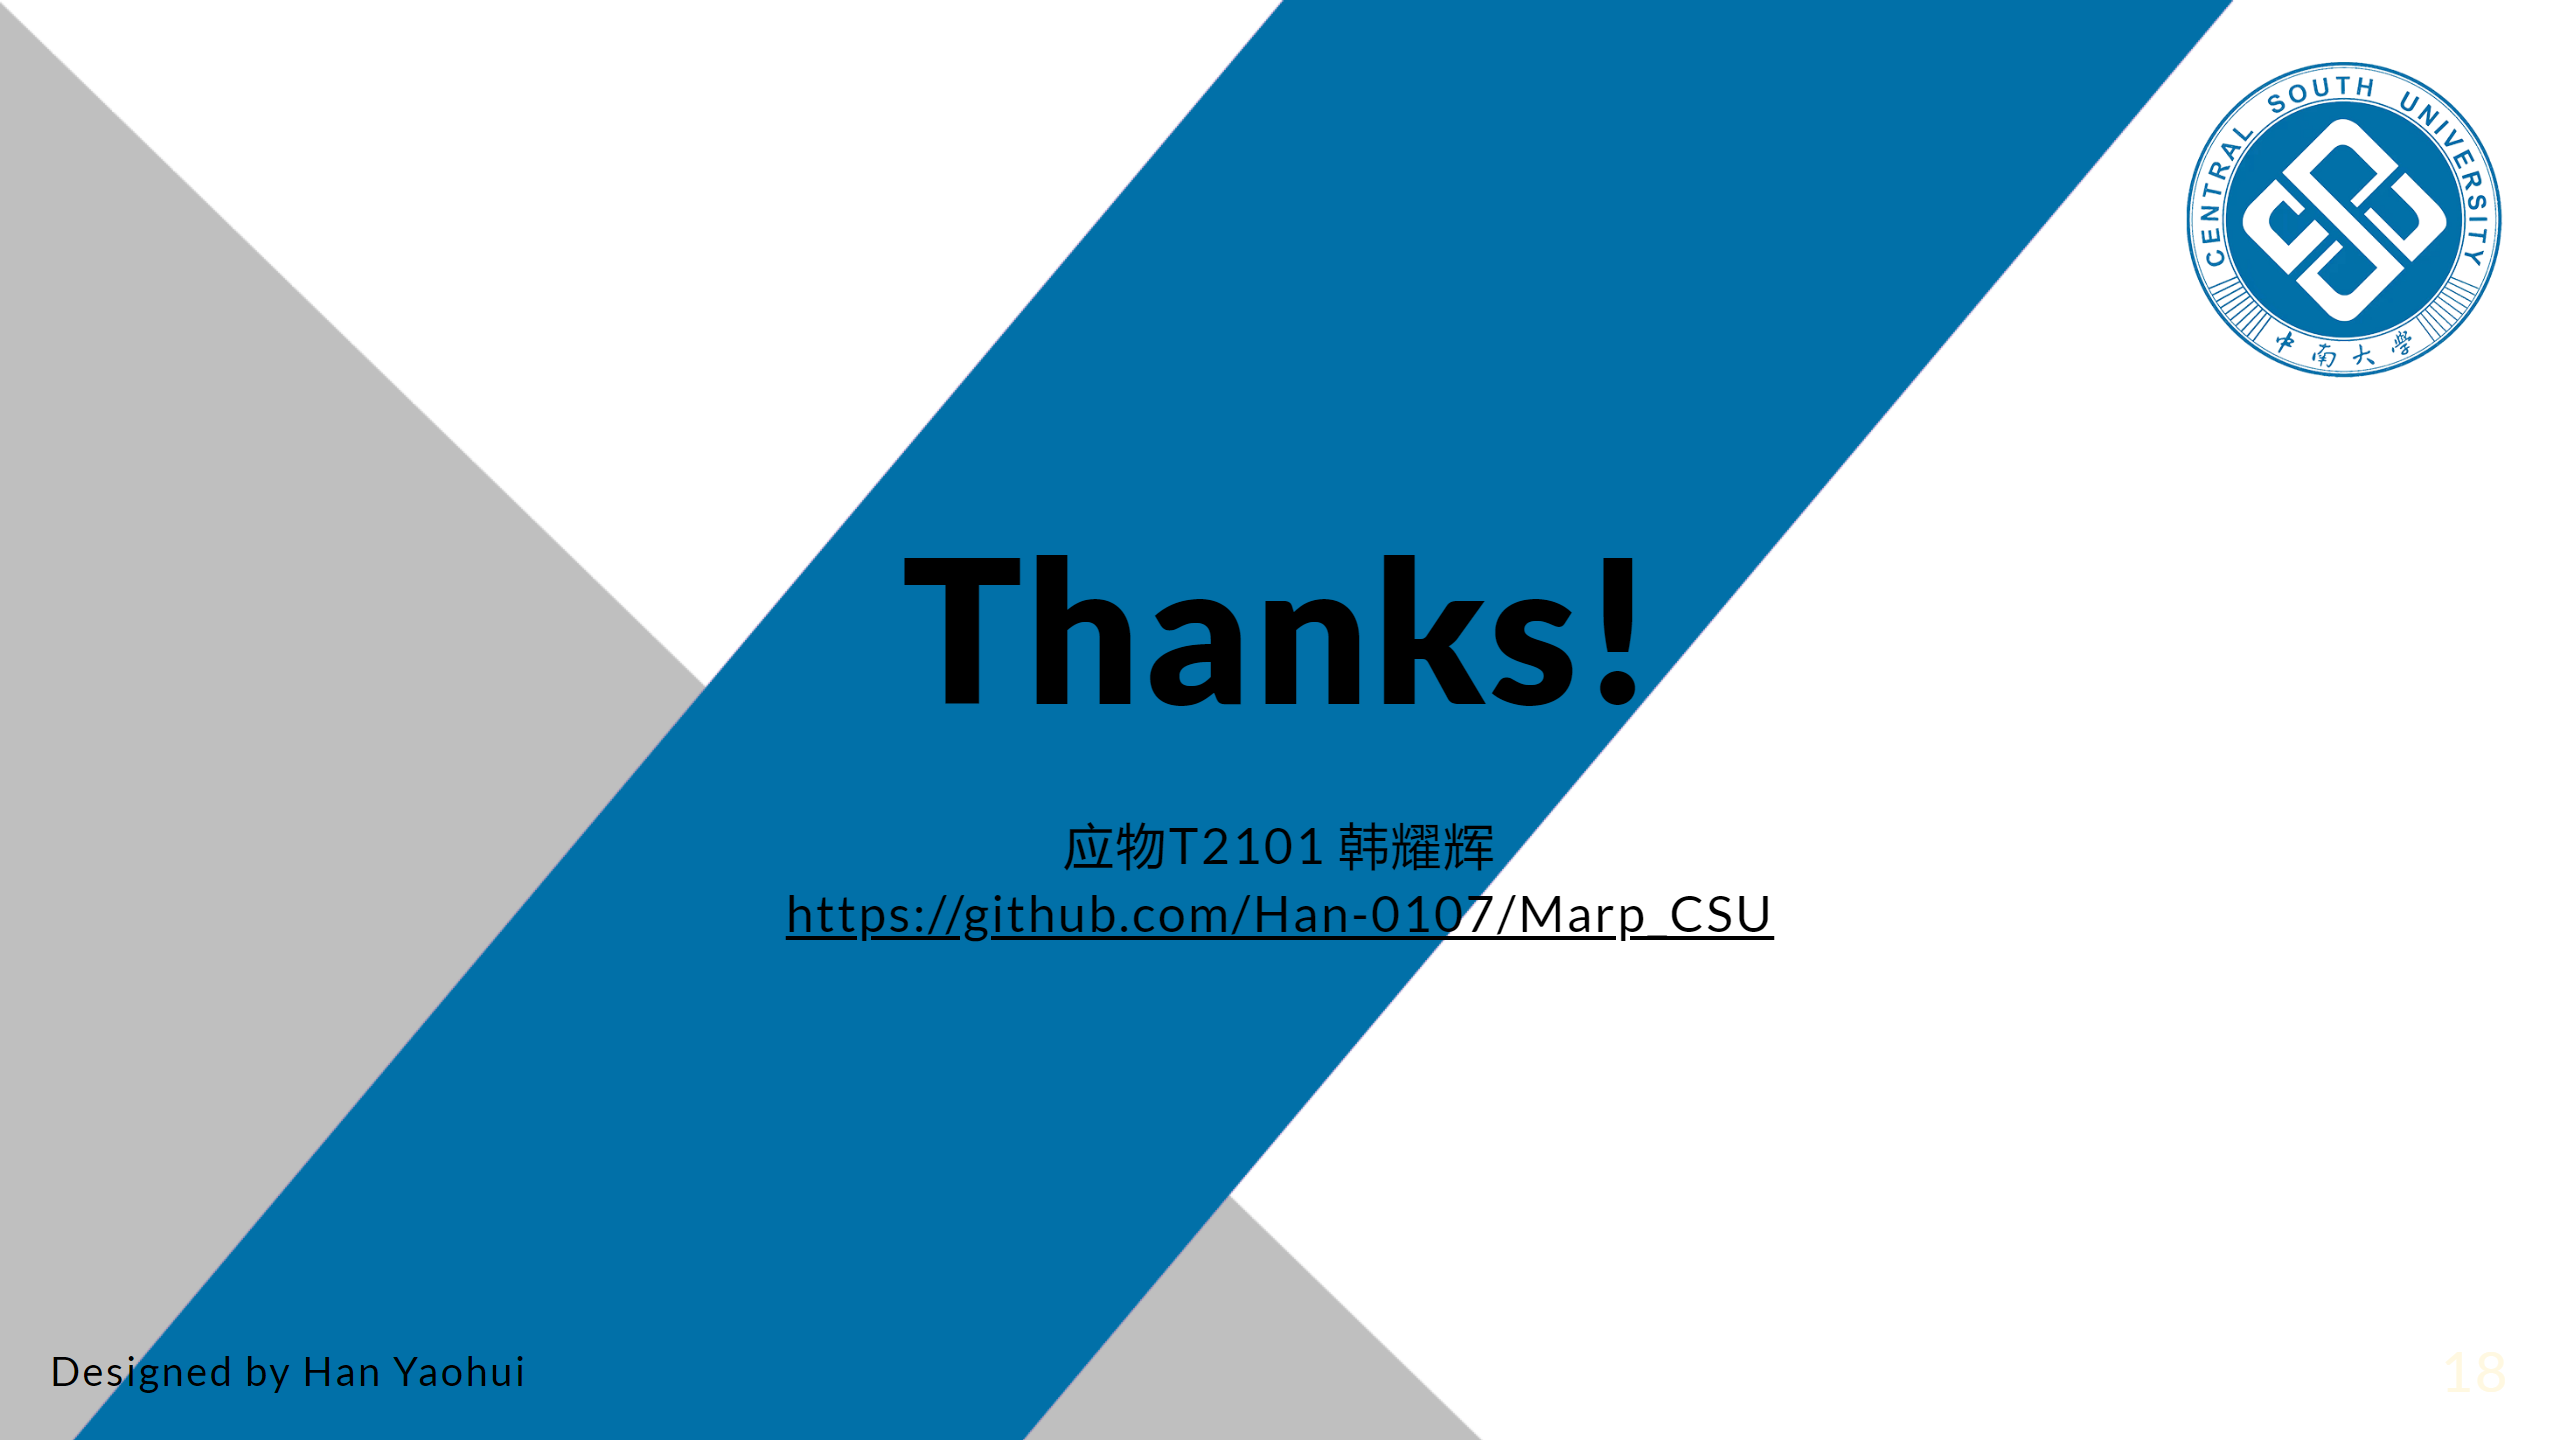 CENTRAL SOUTH UNIVERSITY
中南大學
Thanks!
应物T2101 韩耀辉
https://github.com/Han-0107/Marp_CSU
Designed by Han Yaohui
18